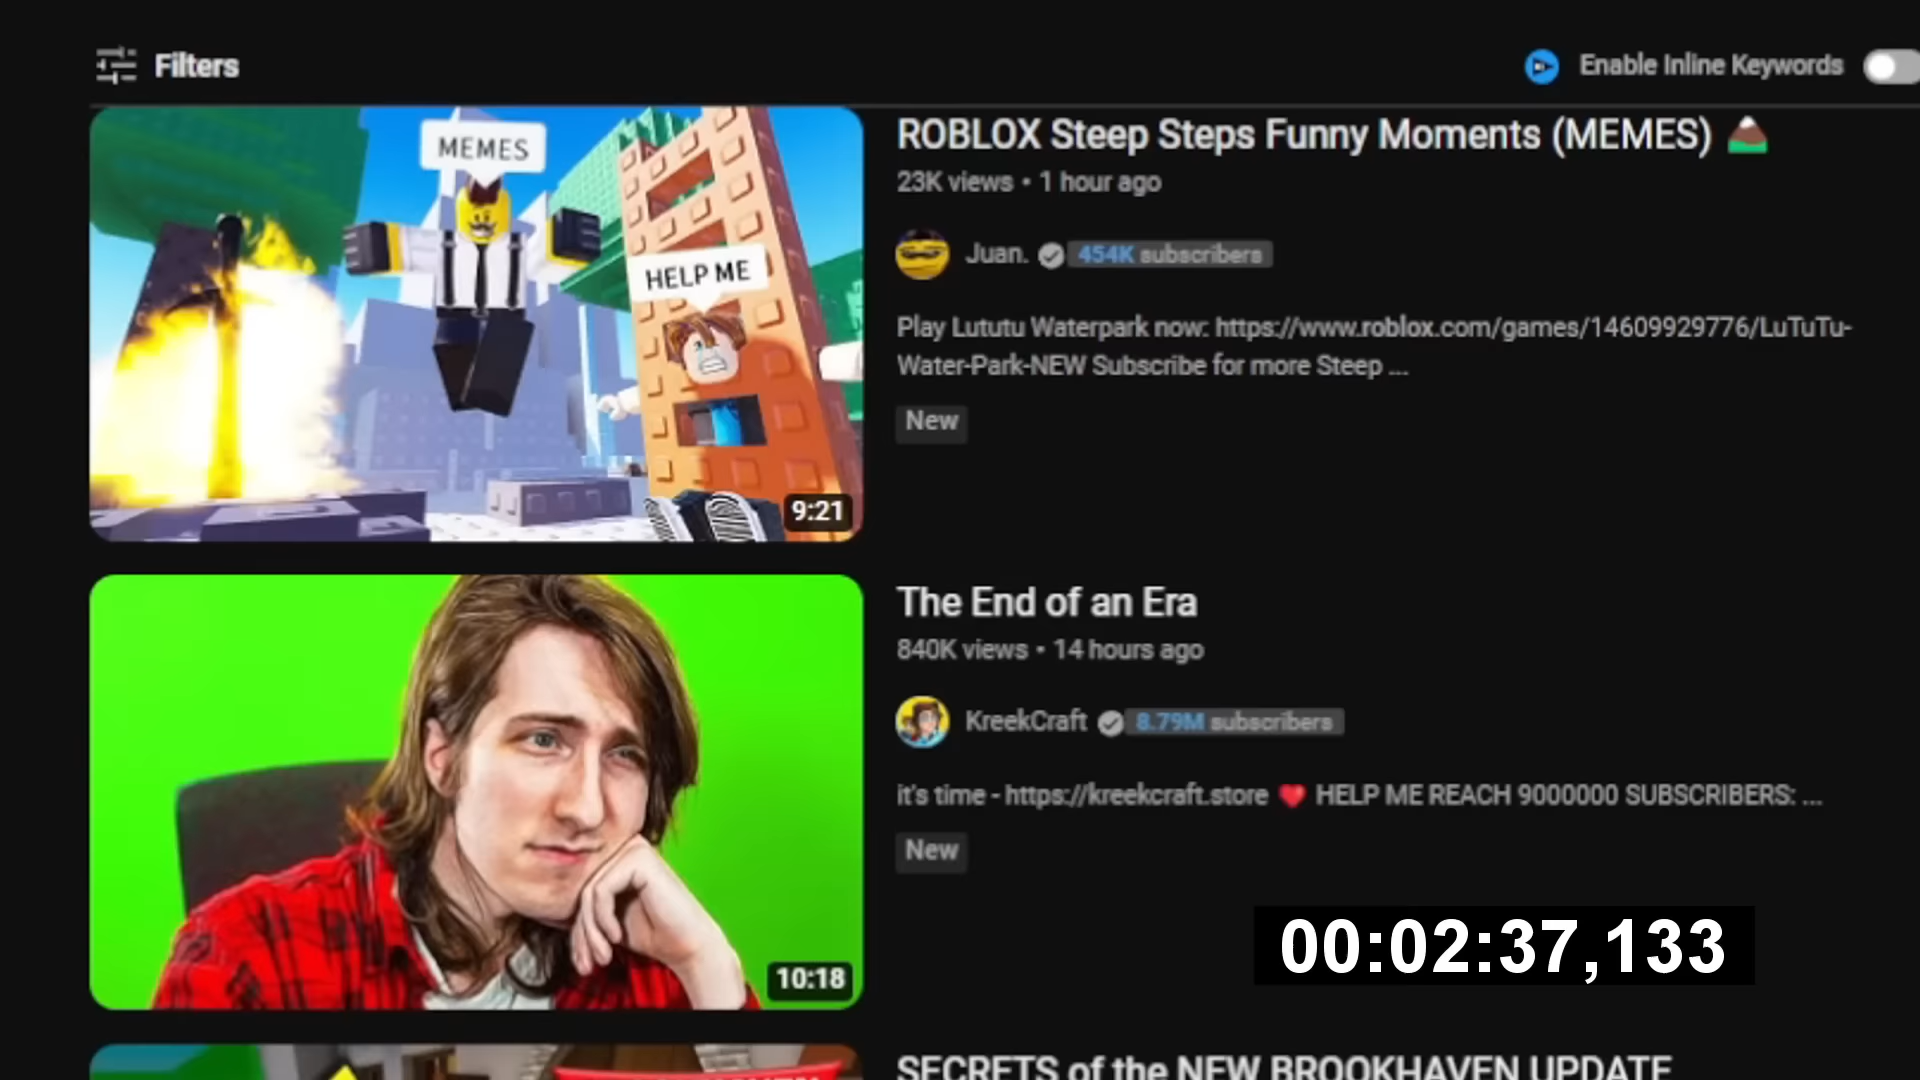 Filters
Enable Inline Keywords
MEMES
HELP ME
9:21
ROBLOX Steep Steps Funny Moments (MEMES)
23K views • 1 hour ago
Juan.
454K subscribers
Play Lututu Waterpark now: https://www.roblox.com/games/14609929776/LuTuTu-
Water-Park-NEW Subscribe for more Steep ...
New
10:18
The End of an Era
840K views • 14 hours ago
KreekCraft
8.79M subscribers
it's time - https://kreekcraft.store ❤️ HELP ME REACH 9000000 SUBSCRIBERS: ...
New
00:02:37,133
SECRETS of the NEW BROOKHAVEN UPDATE